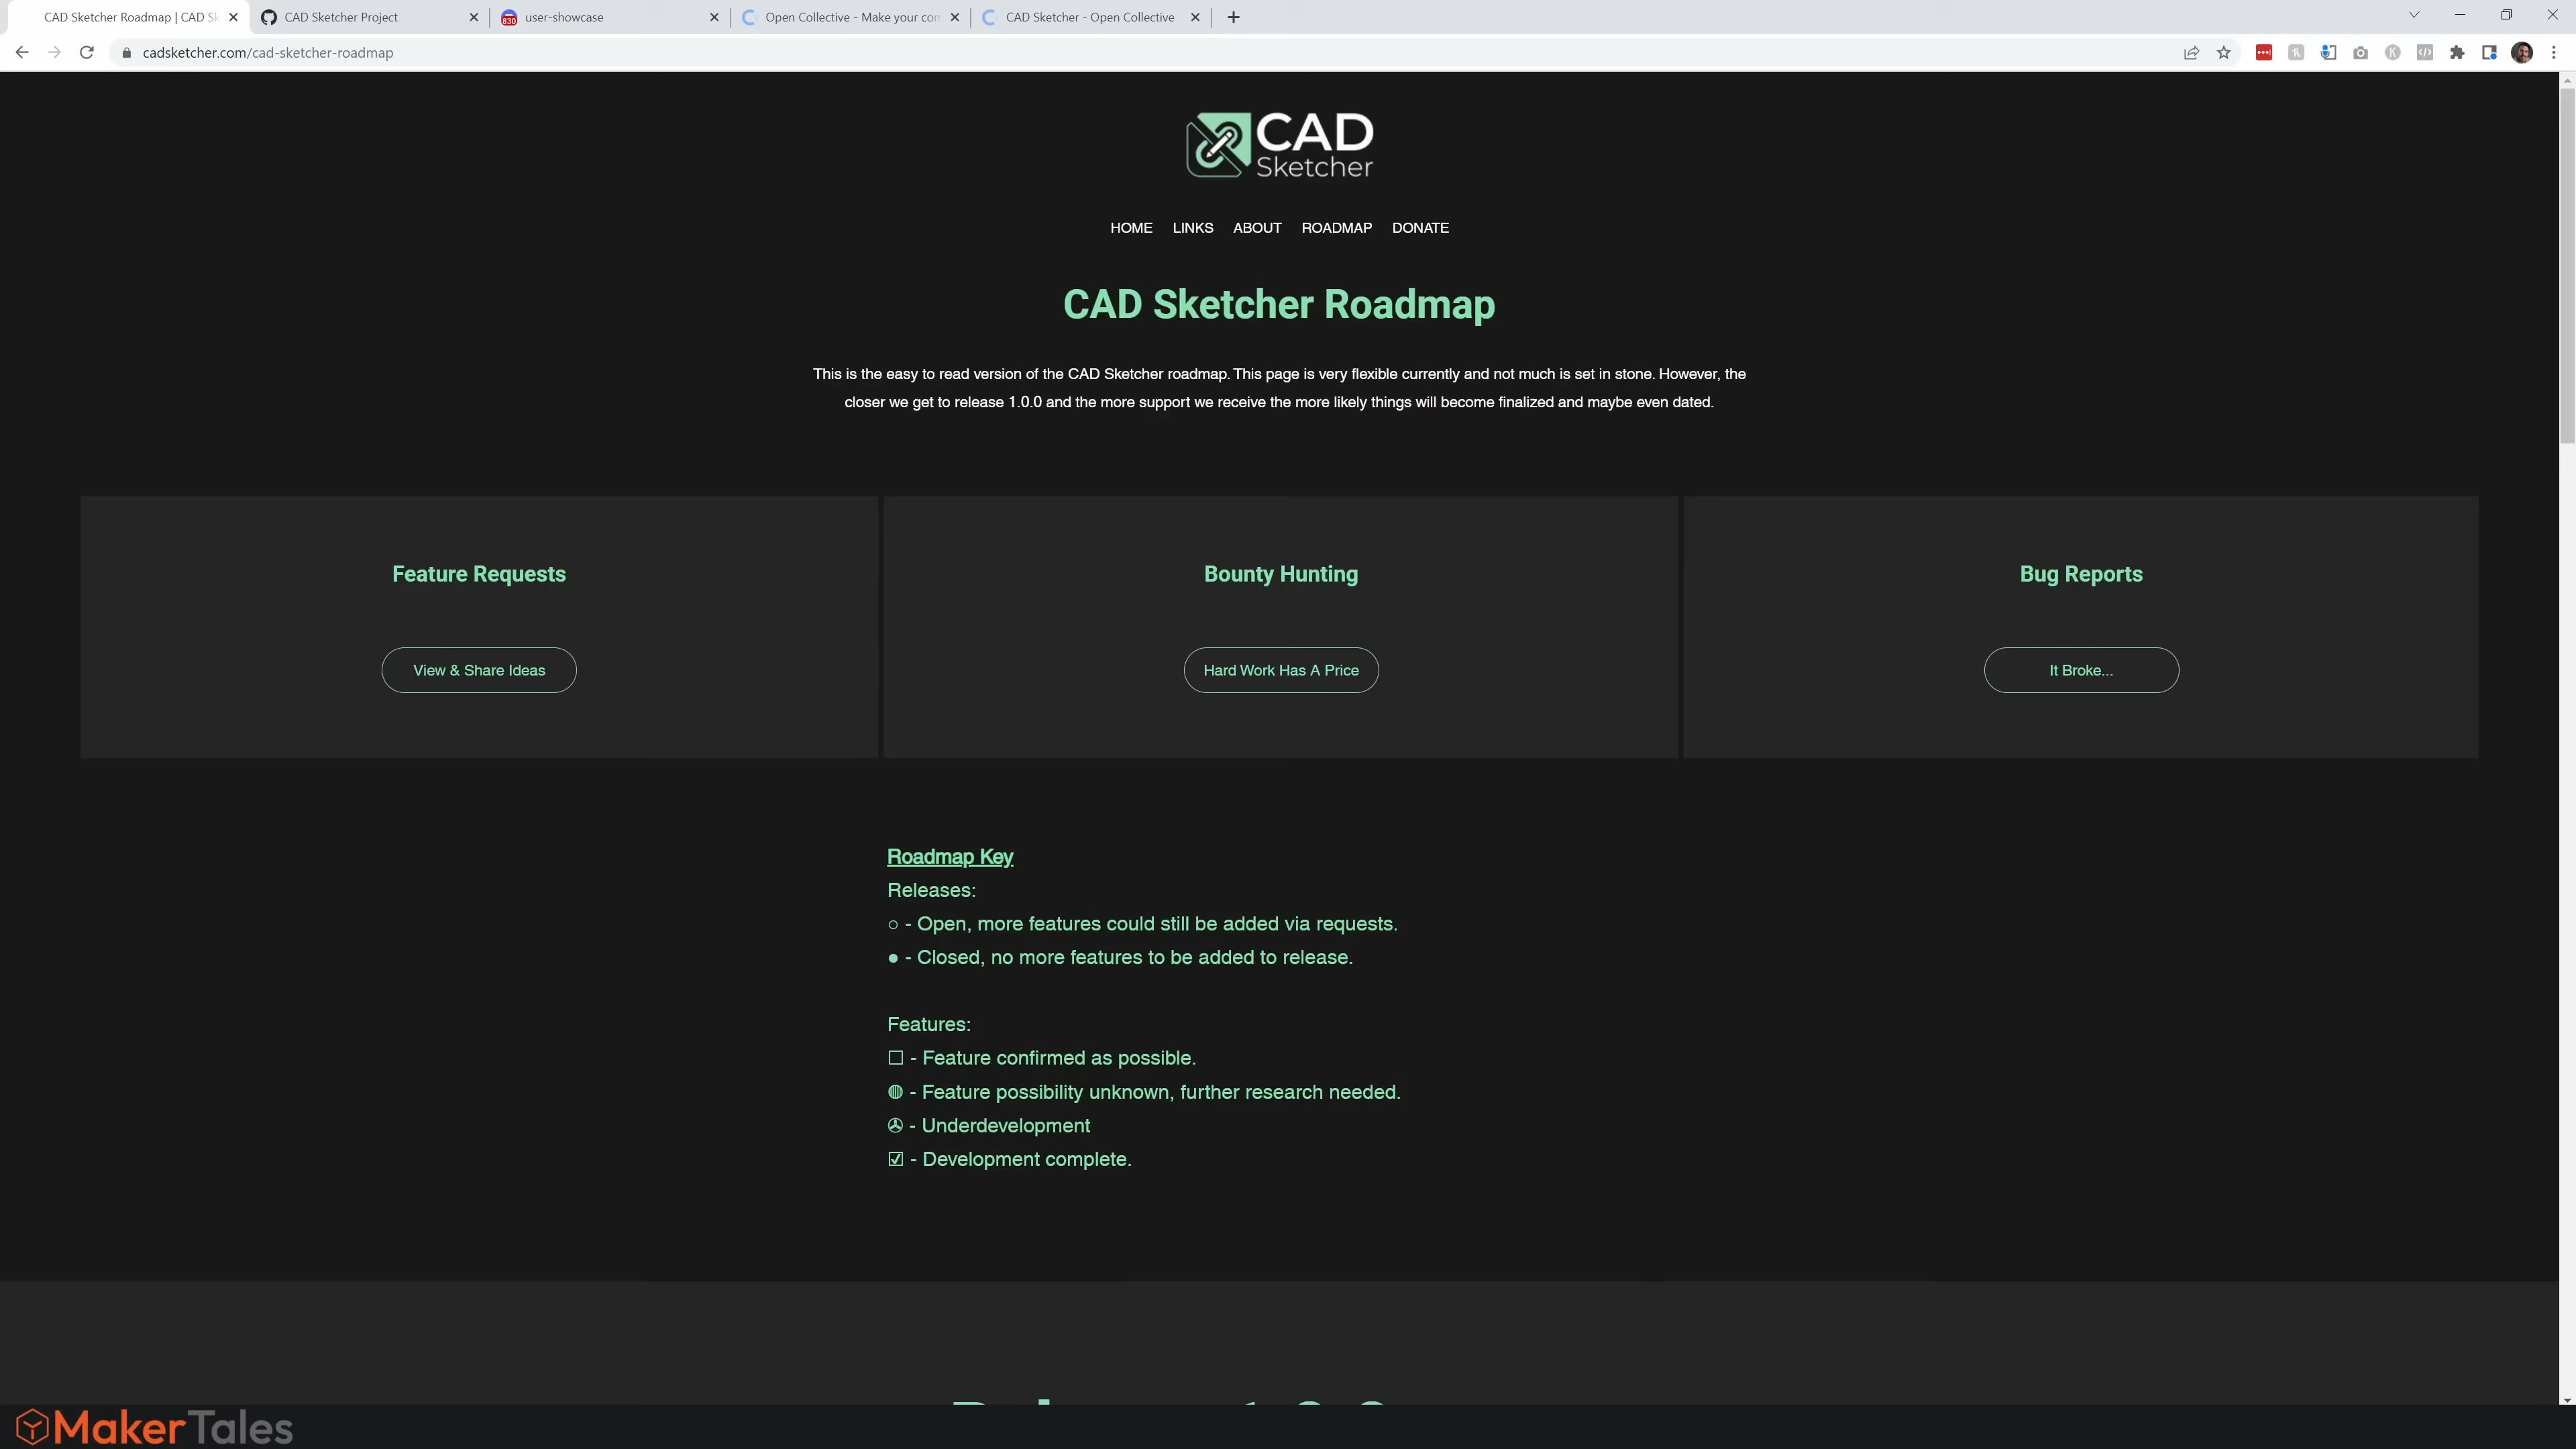 CAD Sketcher Roadmap | CAD Sk
CAD Sketcher Project
830
user-showcase
Open Collective - Make your con
CAD Sketcher - Open Collective
cadsketcher.com/cad-sketcher-roadmap
CAD
Sketcher
HOME LINKS ABOUT ROADMAP DONATE
CAD Sketcher Roadmap
This is the easy to read version of the CAD Sketcher roadmap. This page is very flexible currently and not much is set in stone. However, the
closer we get to release 1.0.0 and the more support we receive the more likely things will become finalized and maybe even dated.
Feature Requests
View & Share Ideas
Bounty Hunting
Hard Work Has A Price
Bug Reports
It Broke...
Roadmap Key
Releases:
○ - Open, more features could still be added via requests.
● - Closed, no more features to be added to release.
Features:
☐ - Feature confirmed as possible.
◍ - Feature possibility unknown, further research needed.
✇ - Underdevelopment
☑ - Development complete.
MakerTales